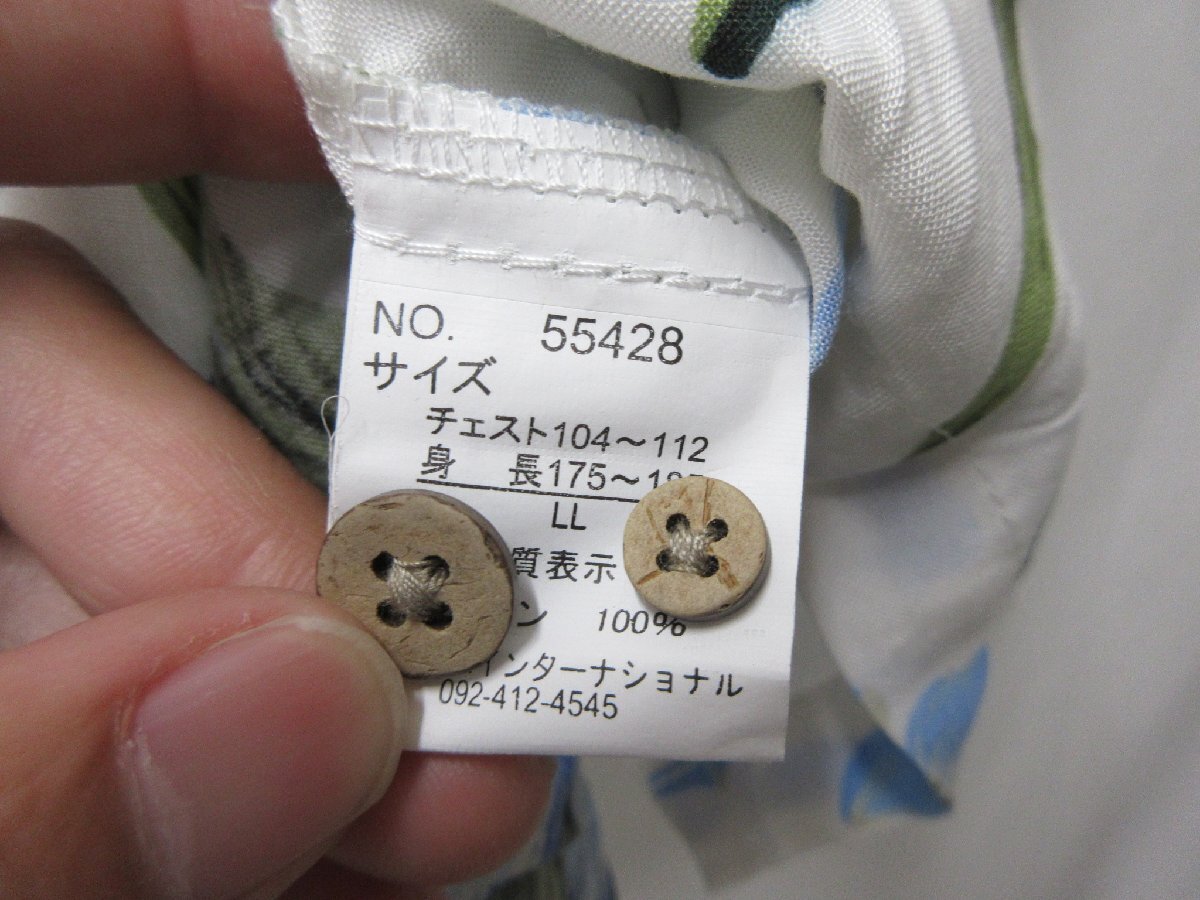 NO. 55428
サイズ
チェスト104～112
身 長175～
LL
質表示
ン 100%
インターナショナル
092-412-4545